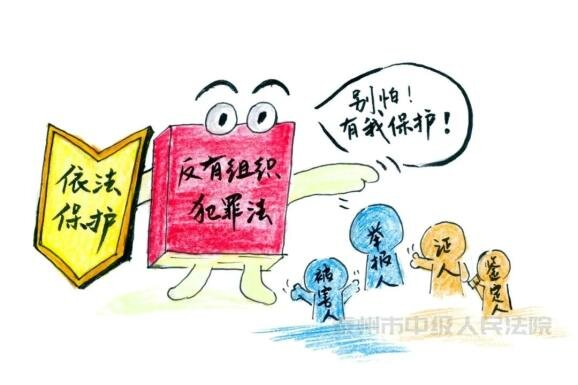 别怕！
有我保护！
依法
保护
反有组织
犯罪法
被害人
举报人
证人
鉴定人
州市中级人民法院